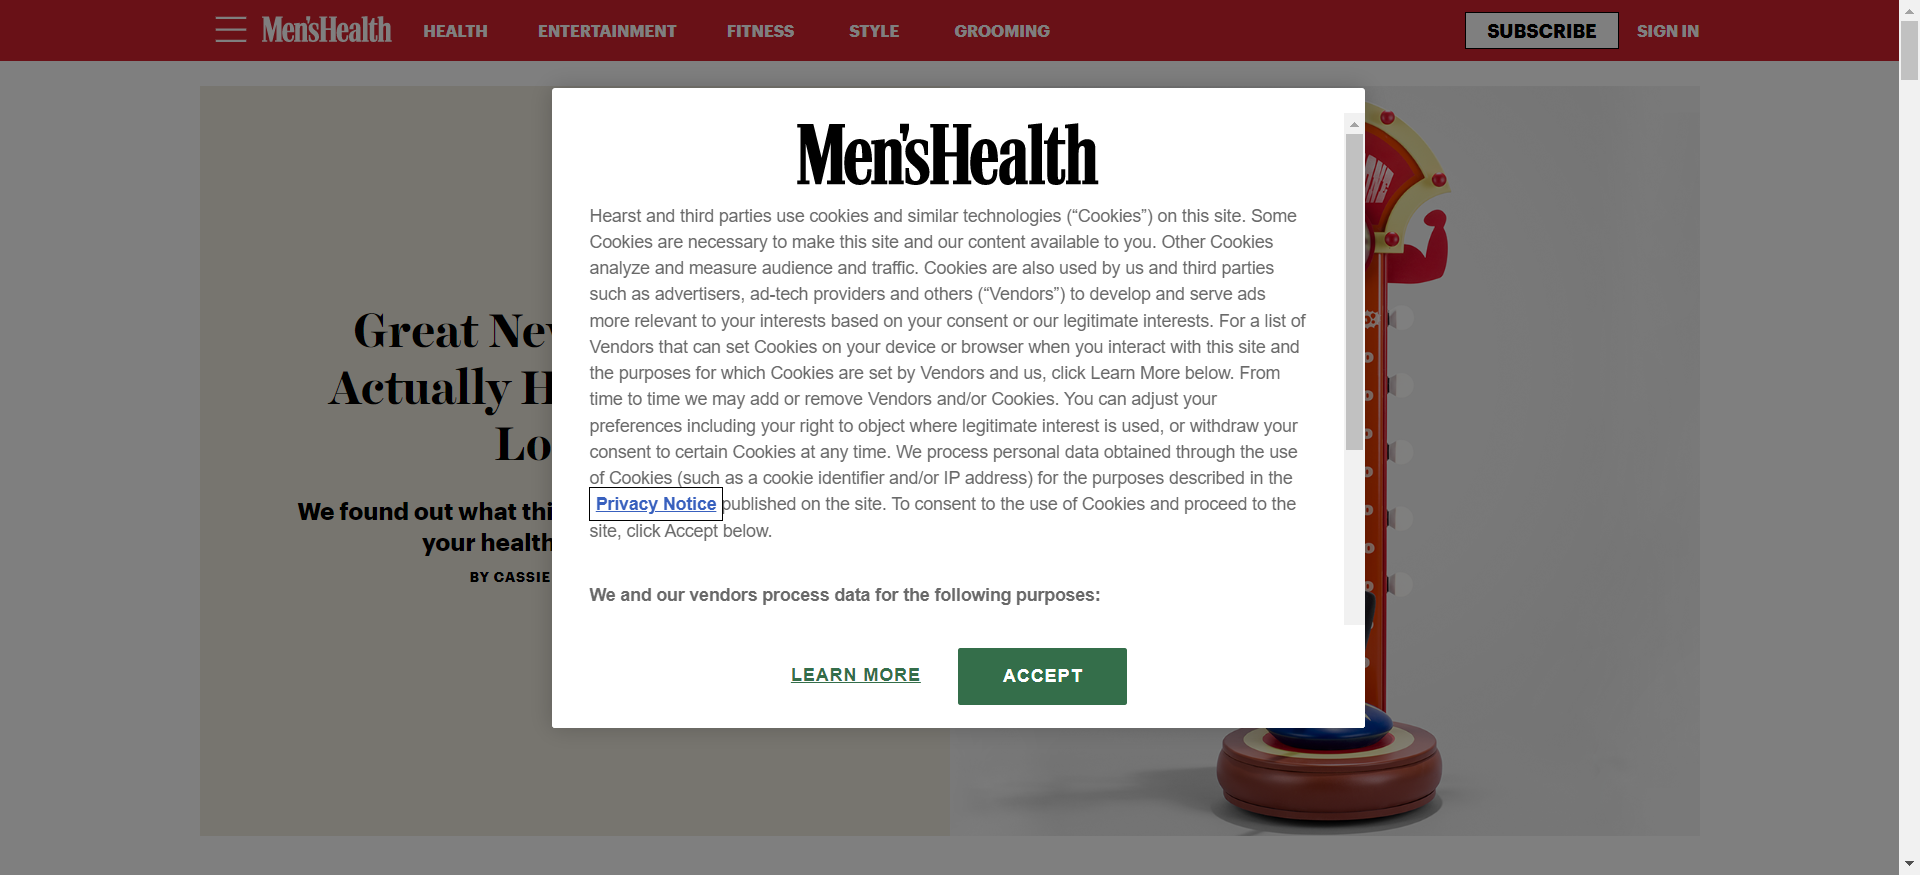 Men'sHealth
HEALTH
ENTERTAINMENT
FITNESS
STYLE
GROOMING
SUBSCRIBE
SIGN IN
Great
Actually
We found out what
your health
BY CASSIE
Men'sHealth
Hearst and third parties use cookies and similar technologies (“Cookies”) on this site. Some
Cookies are necessary to make this site and our content available to you. Other Cookies
analyze and measure audience and traffic. Cookies are also used by us and third parties
such as advertisers, ad-tech providers and others (“Vendors”) to develop and serve ads
more relevant to your interests based on your consent or our legitimate interests. For a list of
Vendors that can set Cookies on your device or browser when you interact with this site and
the purposes for which Cookies are set by Vendors and us, click Learn More below. From
time to time we may add or remove Vendors and/or Cookies. You can adjust your
preferences including your right to object where legitimate interest is used, or withdraw your
consent to certain Cookies at any time. We process personal data obtained through the use
of Cookies (such as a cookie identifier and/or IP address) for the purposes described in the
Privacy Notice published on the site. To consent to the use of Cookies and proceed to the
site, click Accept below.
We and our vendors process data for the following purposes:
LEARN MORE
ACCEPT